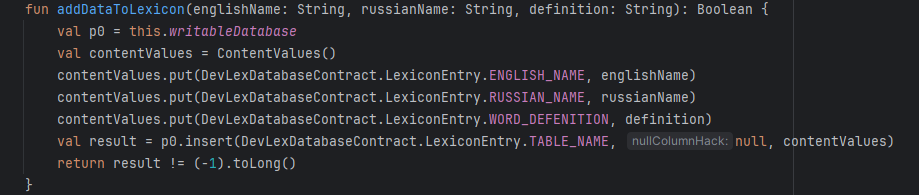 fun addDataToLexicon(englishName: String, russianName: String, definition: String): Boolean {
val p0 = this.writableDatabase
val contentValues = ContentValues()
contentValues.put(DevLexDatabaseContract.LexiconEntry.ENGLISH_NAME, englishName)
contentValues.put(DevLexDatabaseContract.LexiconEntry.RUSSIAN_NAME, russianName)
contentValues.put(DevLexDatabaseContract.LexiconEntry.WORD_DEFENITION, definition)
val result = p0.insert(DevLexDatabaseContract.LexiconEntry.TABLE_NAME, nullColumnHack: null, contentValues)
return result != (-1).toLong()
}